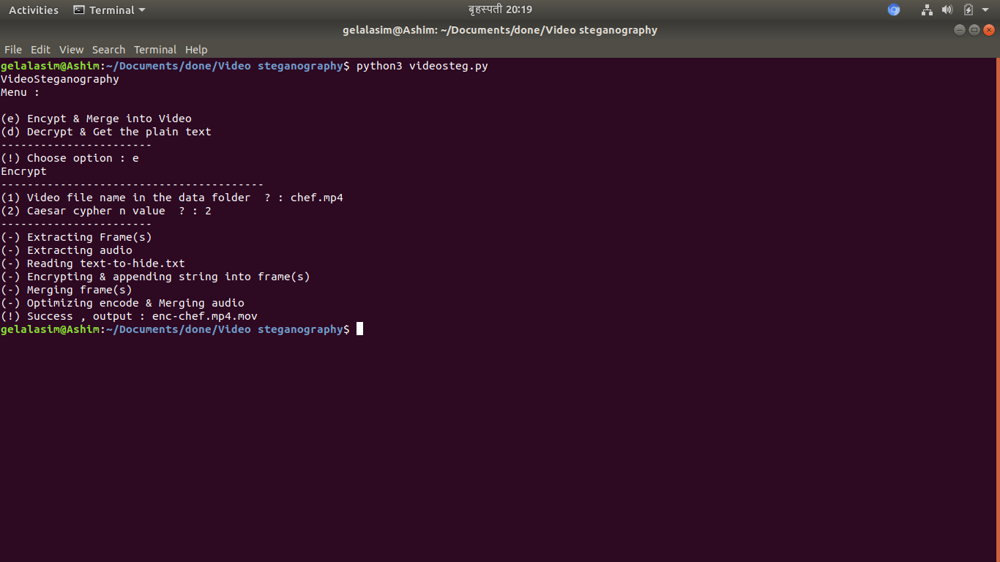 Activities Terminal बृहस्पती 20:19
gelalasim@Ashim: ~/Documents/done/Video steganography
File Edit View Search Terminal Help
gelalasim@Ashim:~/Documents/done/Video steganography$ python3 videosteg.py
VideoSteganography
Menu :
(e) Encypt & Merge into Video
(d) Decrypt & Get the plain text
-----------------------
(!) Choose option : e
Encrypt
----------------------------------------
(1) Video file name in the data folder  ? : chef.mp4
(2) Caesar cypher n value  ? : 2
-----------------------
(-) Extracting Frame(s)
(-) Extracting audio
(-) Reading text-to-hide.txt
(-) Encrypting & appending string into frame(s)
(-) Merging frame(s)
(-) Optimizing encode & Merging audio
(!) Success , output : enc-chef.mp4.mov
gelalasim@Ashim:~/Documents/done/Video steganography$